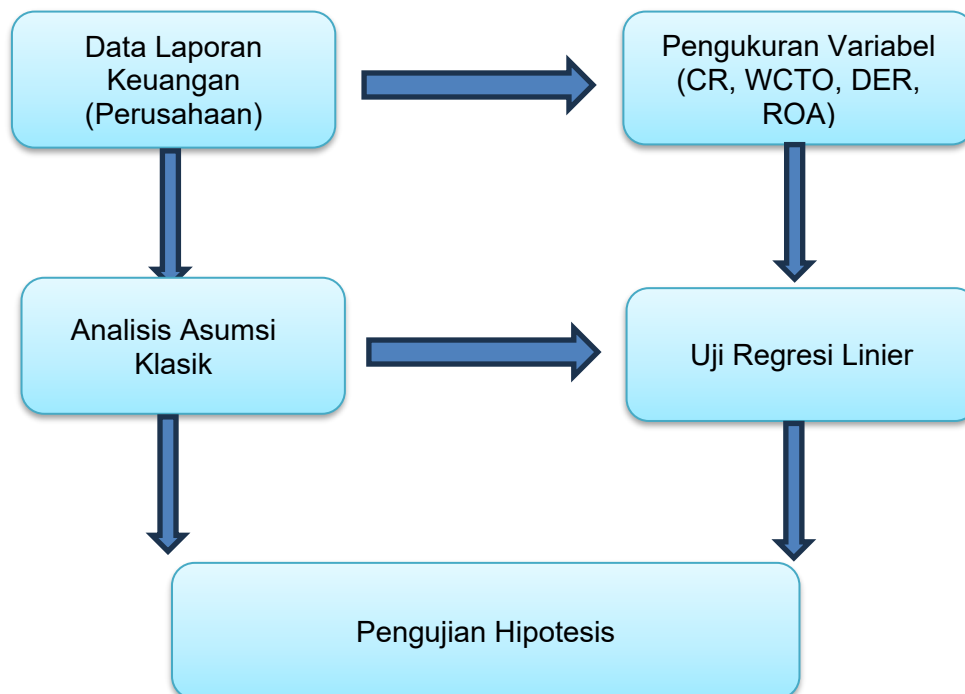 Data Laporan
Keuangan
(Perusahaan)
Pengukuran Variabel
(CR, WCTO, DER,
ROA)
Analisis Asumsi
Klasik
Uji Regresi Linier
Pengujian Hipotesis